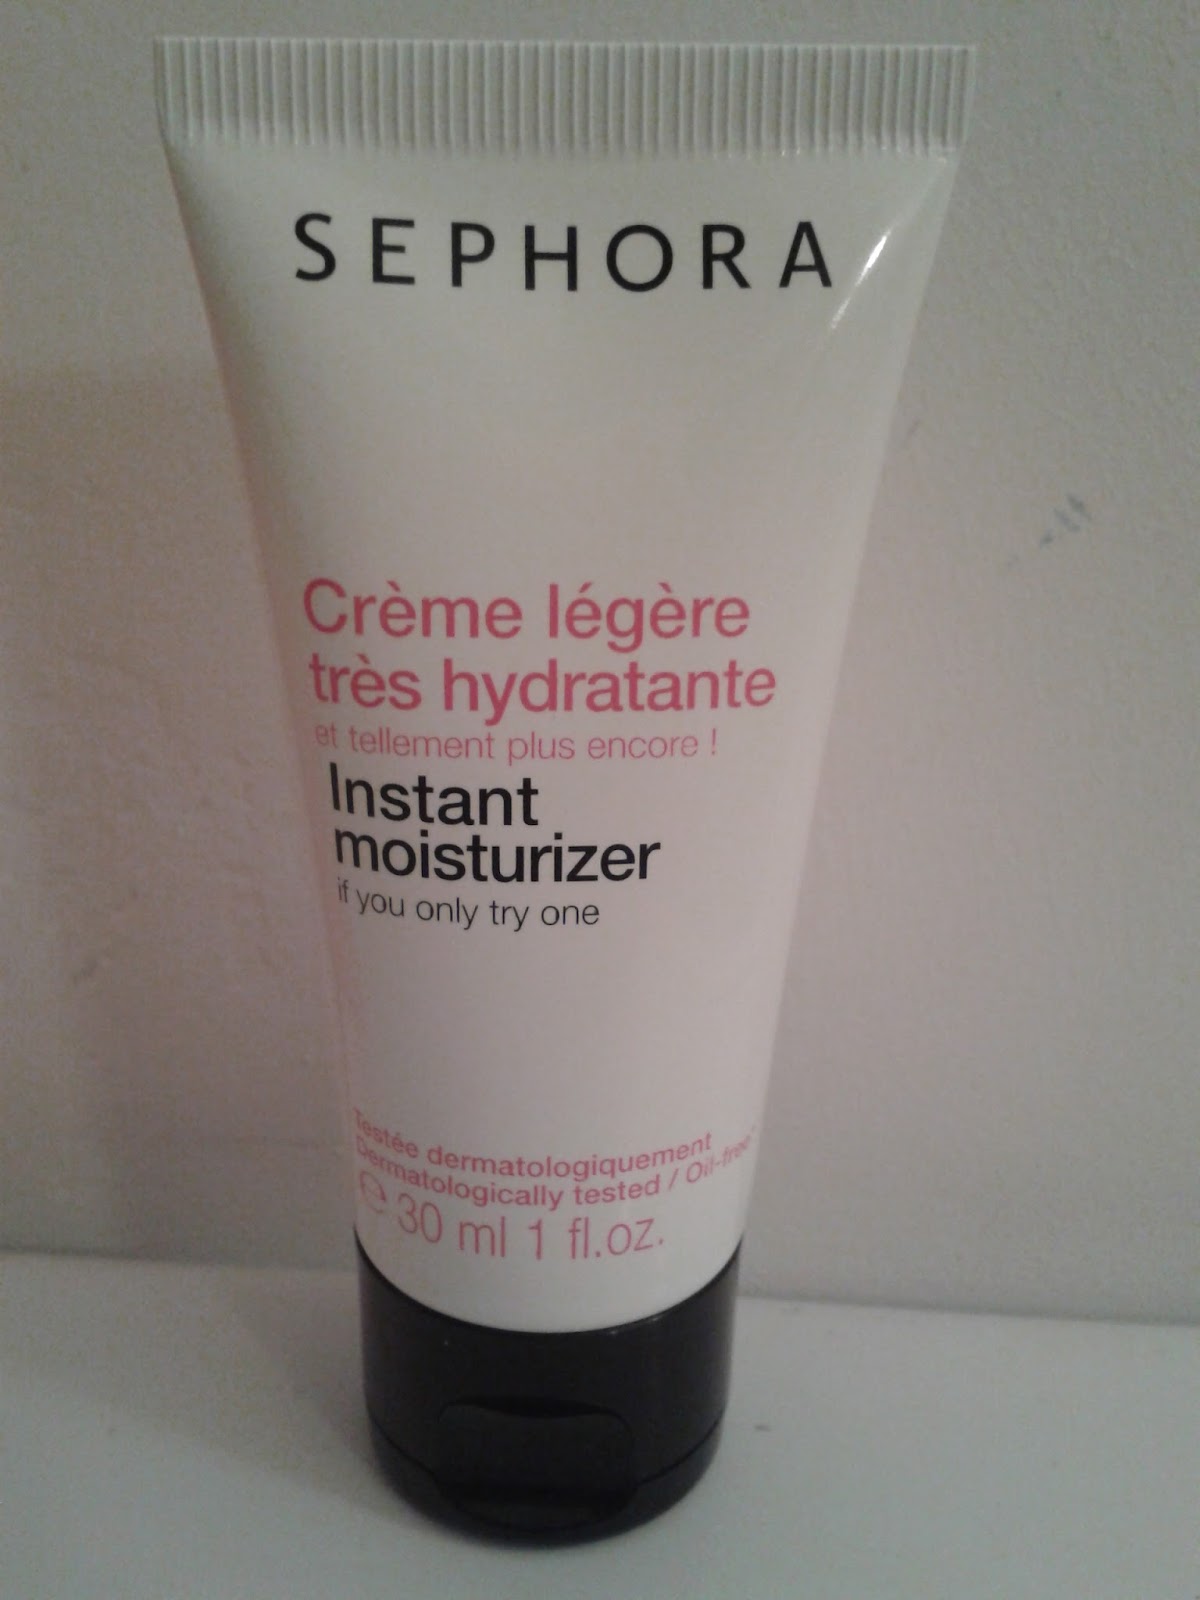 SEPHORA
Crème légère
très hydratante
et tellement plus encore !
Instant
moisturizer
if you only try one
Testée dermatologiquement
Dermatologically tested / Oil-free*
℮ 30 ml 1 fl.oz.